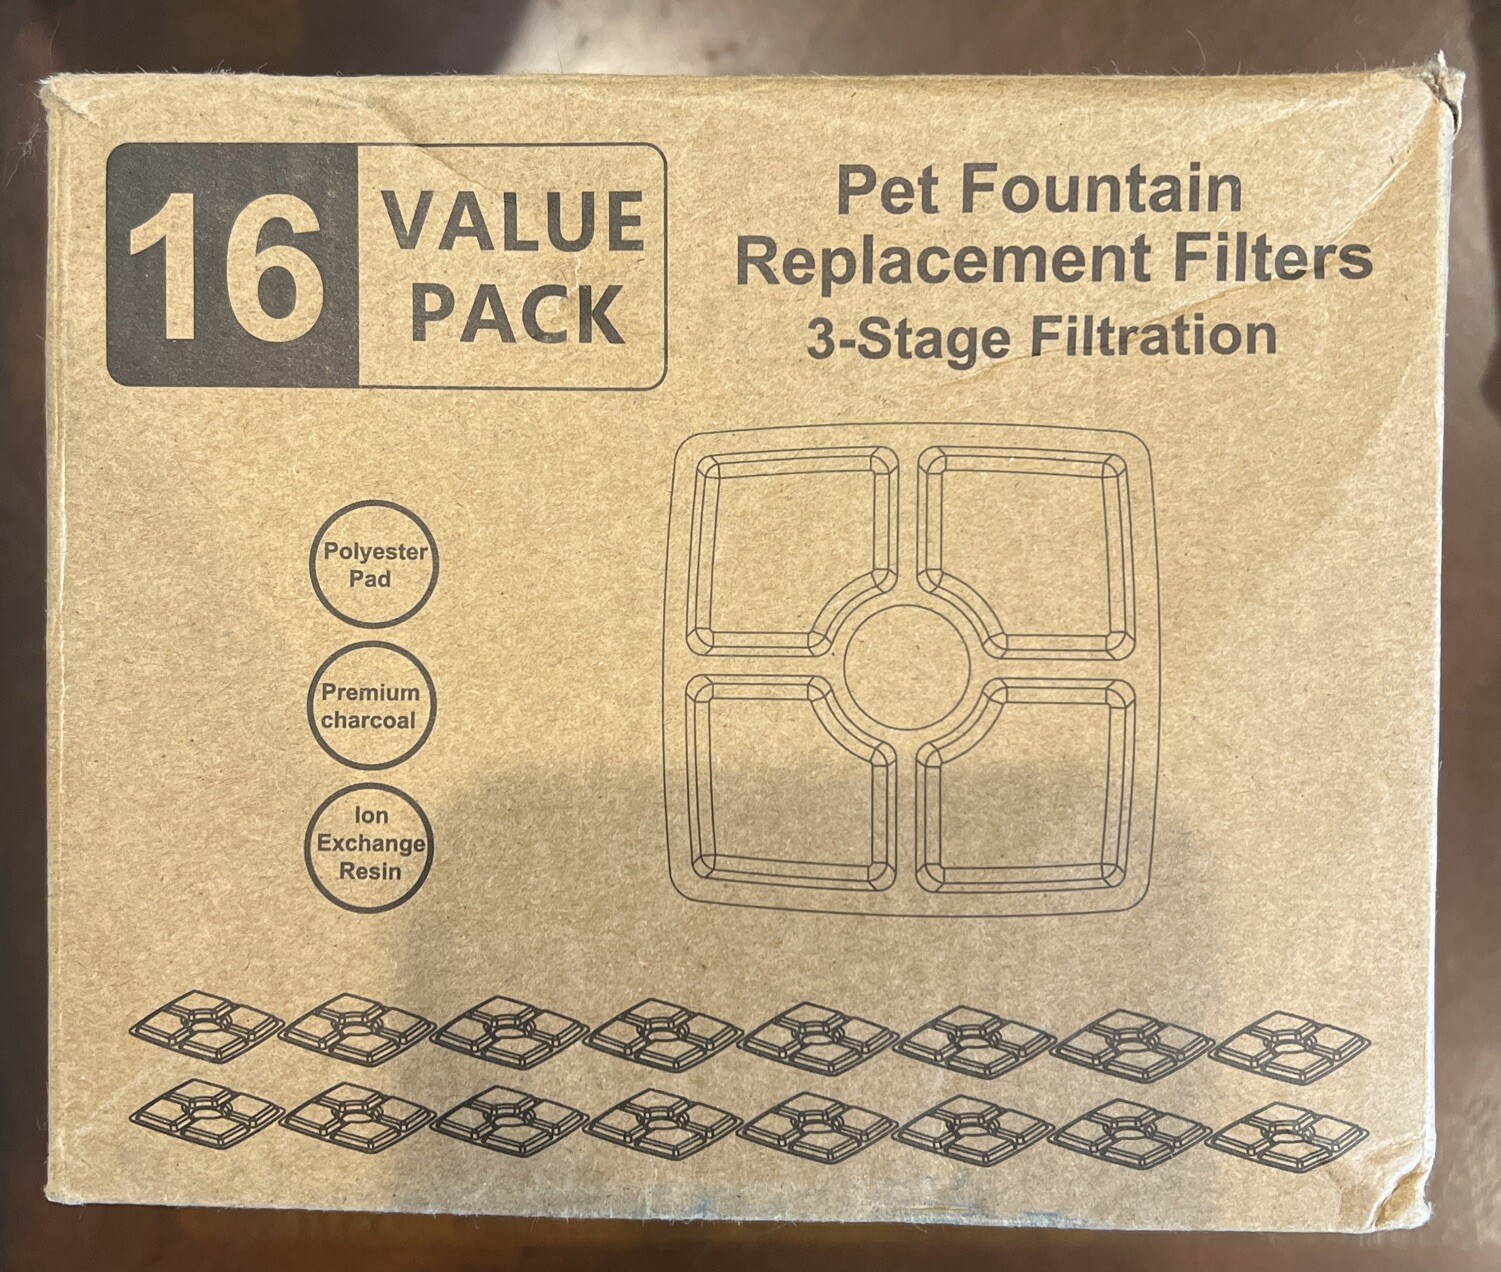 16
VALUE
PACK
Pet Fountain
Replacement Filters
3-Stage Filtration
Polyester
Pad
Premium
charcoal
Ion
Exchange
Resin